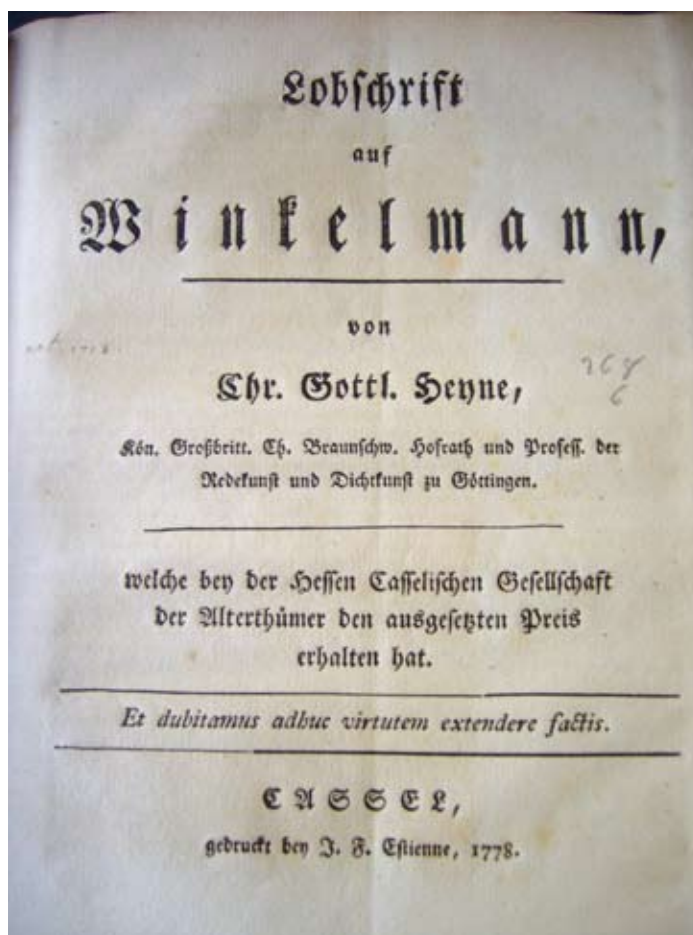 Lobschrift
auf
Winkelmann,
von
Chr. Gottl. Heyne,
Kön. Großbritt. Ch. Braunschw. Hofrath und Profess. der
Redekunst und Dichtkunst zu Göttingen.
welche bey der Hessen Casselischen Gesellschaft
der Alterthümer den ausgesetzten Preis
erhalten hat.
Et dubitamus adhuc virtutem extendere factis.
CASSEL,
gedruckt bey J. F. Estienne, 1778.